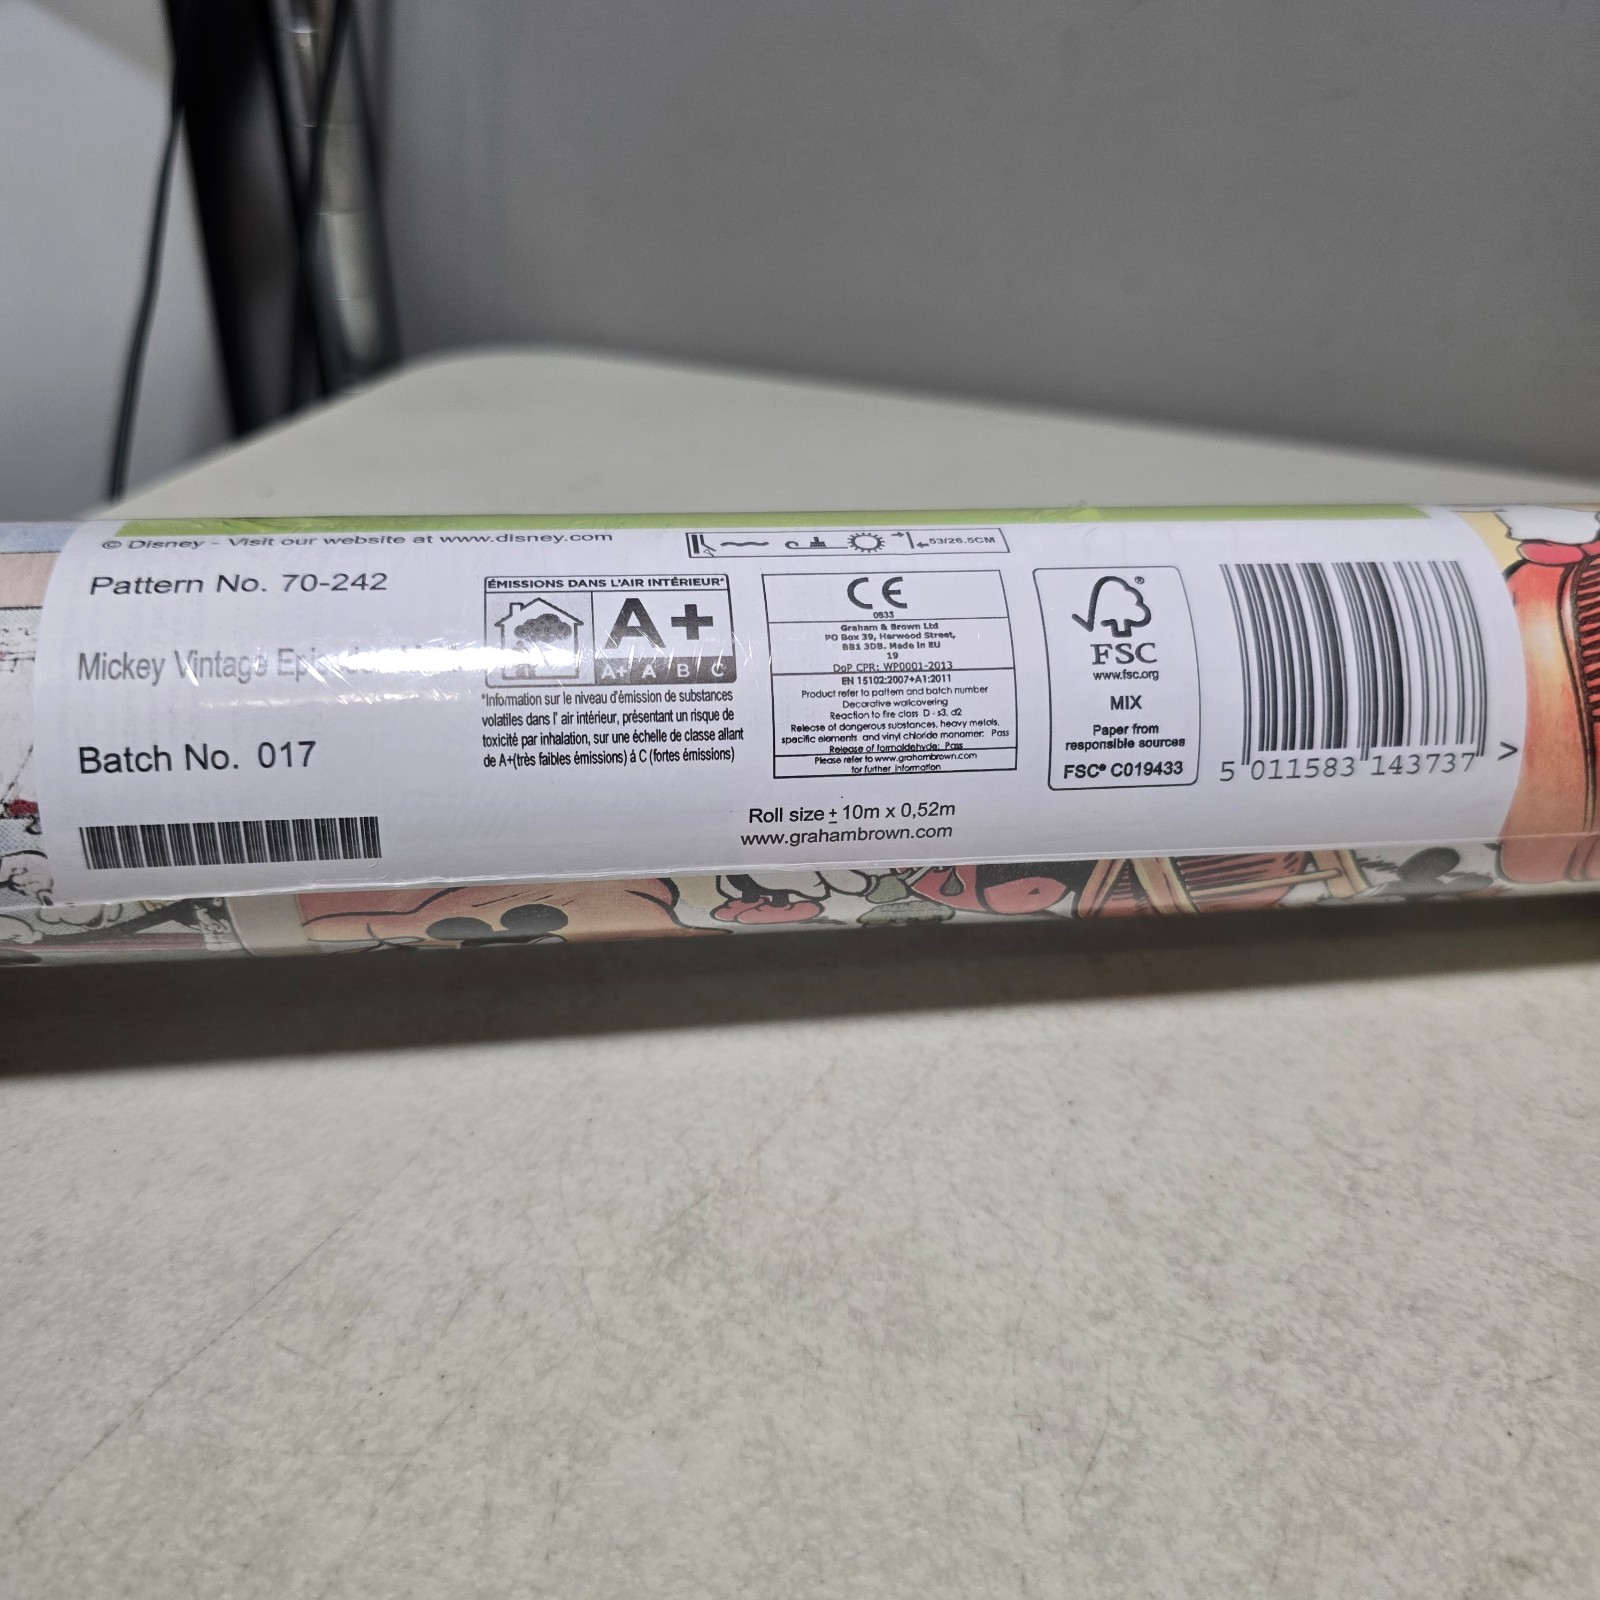 © Disney - Visit our website at www.disney.com
53/26.5CM
Pattern No. 70-242
Mickey Vintage
Batch No. 017
ÉMISSIONS DANS L'AIR INTÉRIEUR*
A+
A+ A B C
*Information sur le niveau d'émission de substances
volatiles dans l' air intérieur, présentant un risque de
toxicité par inhalation, sur une échelle de classe allant
de A+(très faibles émissions) à C (fortes émissions)
CE
0833
Graham & Brown Ltd
PO Box 39, Harwood Street,
BB1 3DB. Made in EU
19
DoP CPR: WP0001-2013
EN 15102:2007+A1:2011
Product refer to pattern and batch number
Decorative wallcovering
Reaction to fire class D - s3, d2
Release of dangerous substances, heavy metals,
specific elements and vinyl chloride monomer: Pass
Release of formaldehyde: Pass
Please refer to www.grahambrown.com
for further information
Roll size ± 10m x 0,52m
www.grahambrown.com
FSC
www.fsc.org
MIX
Paper from
responsible sources
FSC® C019433
5 011583 143737 >